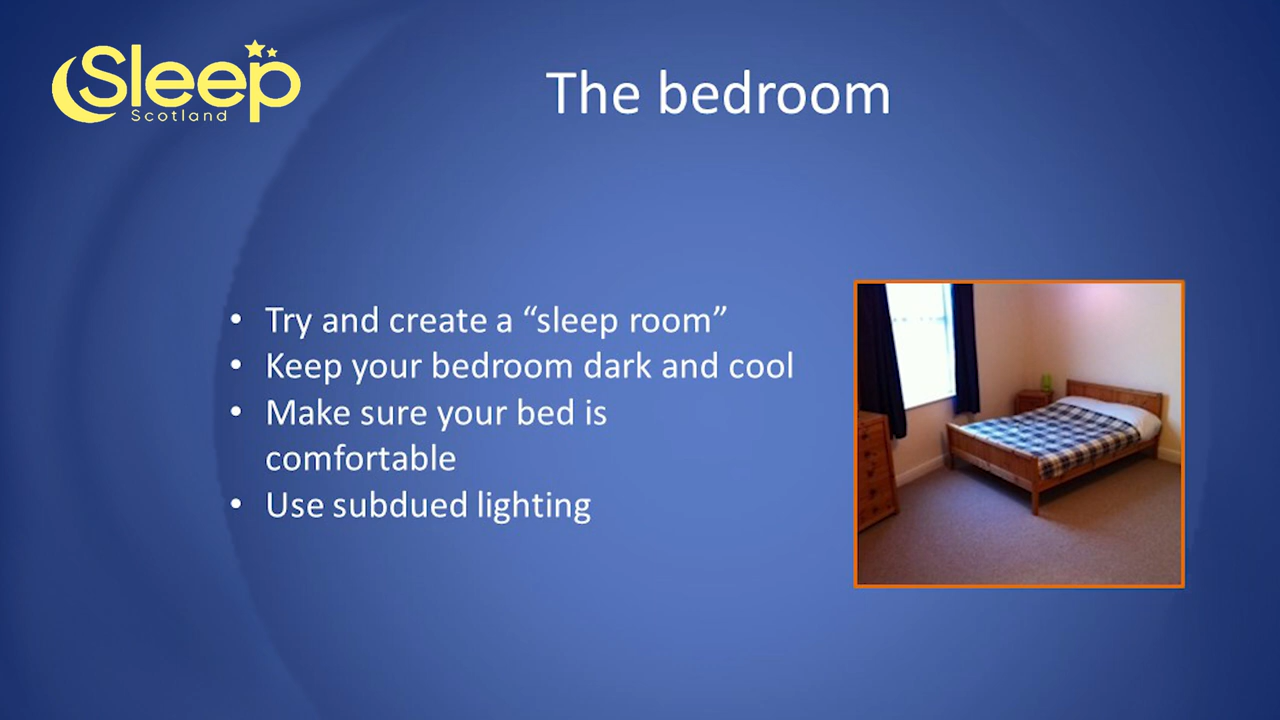 Sleep
Scotland
The bedroom
• Try and create a “sleep room”
• Keep your bedroom dark and cool
• Make sure your bed is
comfortable
• Use subdued lighting